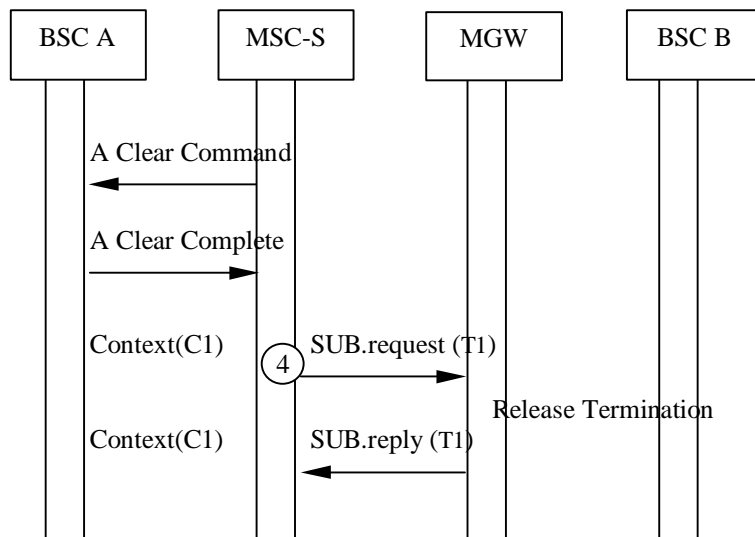 BSC A
MSC-S
MGW
BSC B
A Clear Command
A Clear Complete
Context(C1)
4
SUB.request (T1)
Release Termination
Context(C1)
SUB.reply (T1)